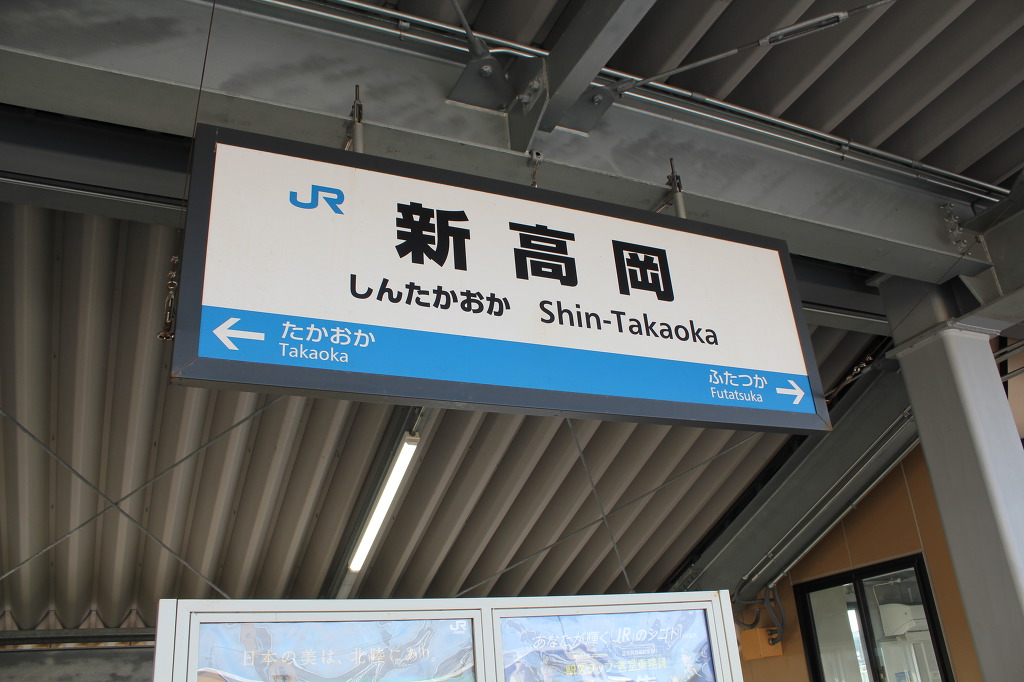 JR
新高岡
しんたかおか Shin-Takaoka
← たかおか
Takaoka
ふたつか →
Futatsuka
日本の美は、北陸にあり。
あなたが輝く「JR」のシゴト